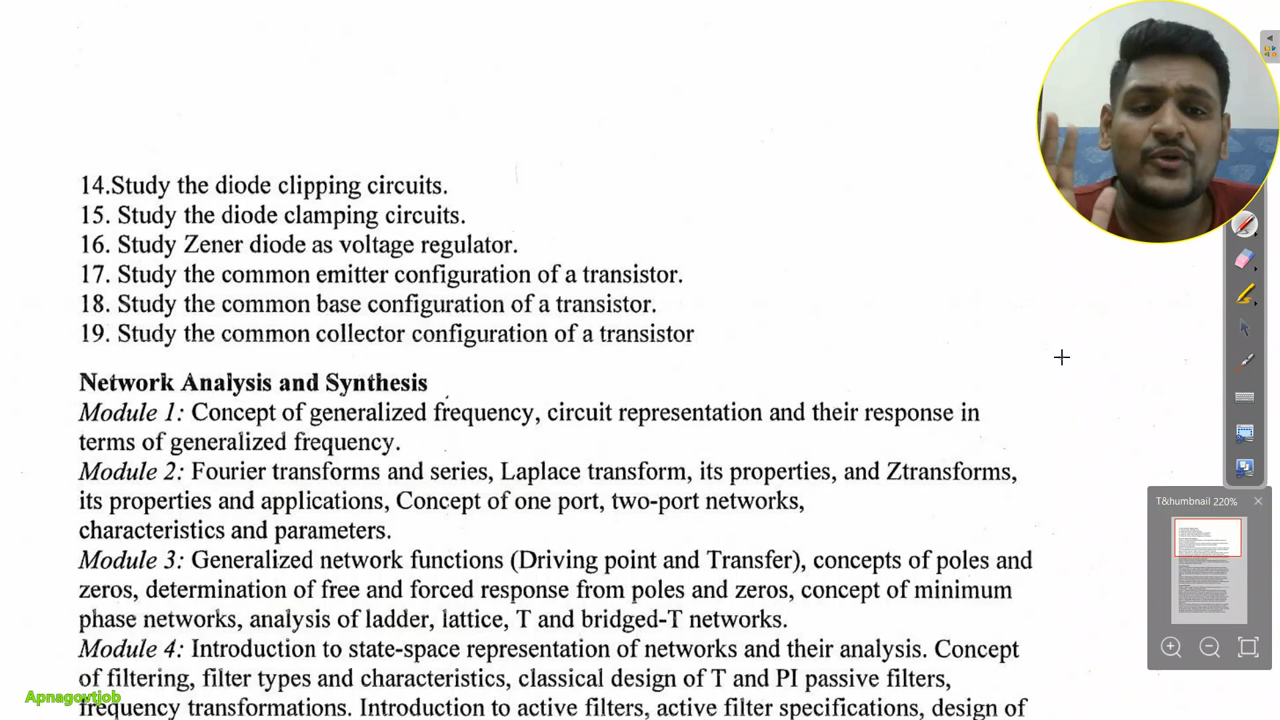 14.Study the diode clipping circuits.
15. Study the diode clamping circuits.
16. Study Zener diode as voltage regulator.
17. Study the common emitter configuration of a transistor.
18. Study the common base configuration of a transistor.
19. Study the common collector configuration of a transistor
Network Analysis and Synthesis
Module 1: Concept of generalized frequency, circuit representation and their response in
terms of generalized frequency.
Module 2: Fourier transforms and series, Laplace transform, its properties, and Ztransforms,
its properties and applications, Concept of one port, two-port networks,
characteristics and parameters.
Module 3: Generalized network functions (Driving point and Transfer), concepts of poles and
zeros, determination of free and forced response from poles and zeros, concept of minimum
phase networks, analysis of ladder, lattice, T and bridged-T networks.
Module 4: Introduction to state-space representation of networks and their analysis. Concept
of filtering, filter types and characteristics, classical design of T and PI passive filters,
frequency transformations. Introduction to active filters, active filter specifications, design of
Apnagovtjob
T&humbnail 220%